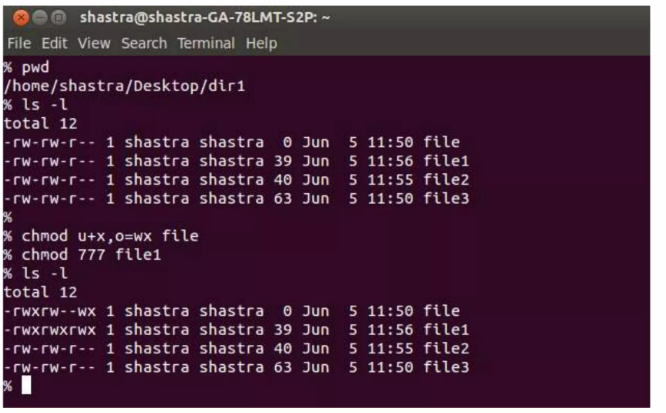 shastra@shastra-GA-78LMT-S2P: ~
File Edit View Search Terminal Help
% pwd
/home/shastra/Desktop/dir1
% ls -l
total 12
-rw-rw-r-- 1 shastra shastra  0 Jun  5 11:50 file
-rw-rw-r-- 1 shastra shastra 39 Jun  5 11:56 file1
-rw-rw-r-- 1 shastra shastra 40 Jun  5 11:55 file2
-rw-rw-r-- 1 shastra shastra 63 Jun  5 11:50 file3
%
% chmod u+x,o=wx file
% chmod 777 file1
% ls -l
total 12
-rwxrw--wx 1 shastra shastra  0 Jun  5 11:50 file
-rwxrwxrwx 1 shastra shastra 39 Jun  5 11:56 file1
-rw-rw-r-- 1 shastra shastra 40 Jun  5 11:55 file2
-rw-rw-r-- 1 shastra shastra 63 Jun  5 11:50 file3
%